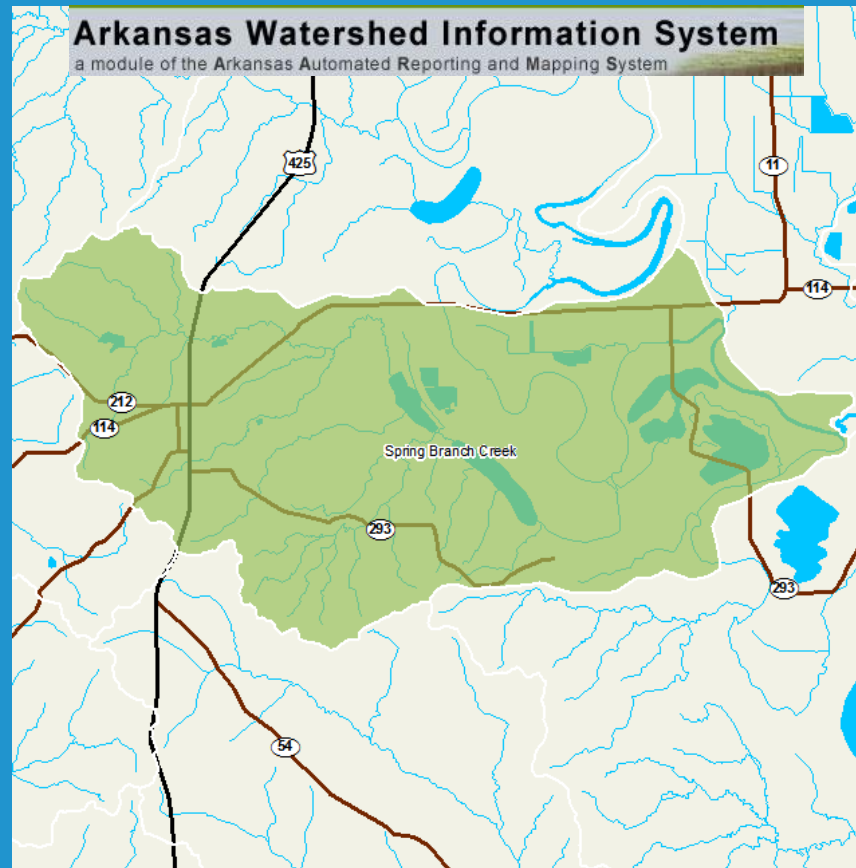 Arkansas Watershed Information System
a module of the Arkansas Automated Reporting and Mapping System
425
11
114
212
114
Spring Branch Creek
293
293
54